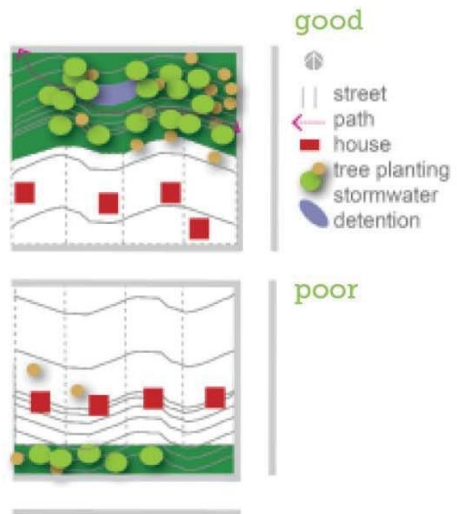 good
street
path
house
tree planting
stormwater
detention
poor